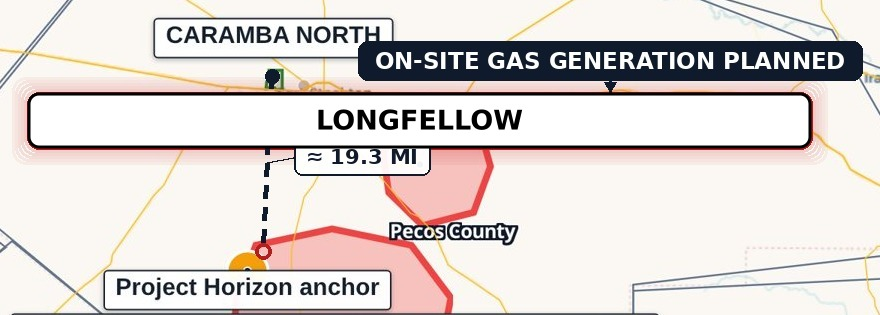 CARAMBA NORTH
ON-SITE GAS GENERATION PLANNED
LONGFELLOW
≈ 19.3 MI
Pecos County
Project Horizon anchor